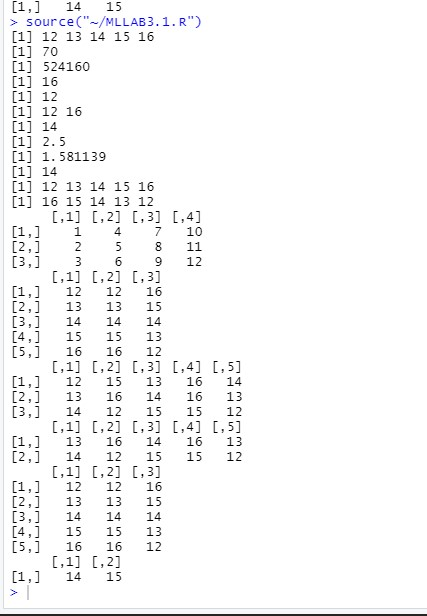 [1,]   14   15
> source("~/MLLAB3.1.R")
[1] 12 13 14 15 16
[1] 70
[1] 524160
[1] 16
[1] 12
[1] 12 16
[1] 14
[1] 2.5
[1] 1.581139
[1] 14
[1] 12 13 14 15 16
[1] 16 15 14 13 12
     [,1] [,2] [,3] [,4]
[1,]    1    4    7   10
[2,]    2    5    8   11
[3,]    3    6    9   12
     [,1] [,2] [,3]
[1,]   12   12   16
[2,]   13   13   15
[3,]   14   14   14
[4,]   15   15   13
[5,]   16   16   12
     [,1] [,2] [,3] [,4] [,5]
[1,]   12   15   13   16   14
[2,]   13   16   14   16   13
[3,]   14   12   15   15   12
     [,1] [,2] [,3] [,4] [,5]
[1,]   13   16   14   16   13
[2,]   14   12   15   15   12
     [,1] [,2] [,3]
[1,]   12   12   16
[2,]   13   13   15
[3,]   14   14   14
[4,]   15   15   13
[5,]   16   16   12
     [,1] [,2]
[1,]   14   15
>